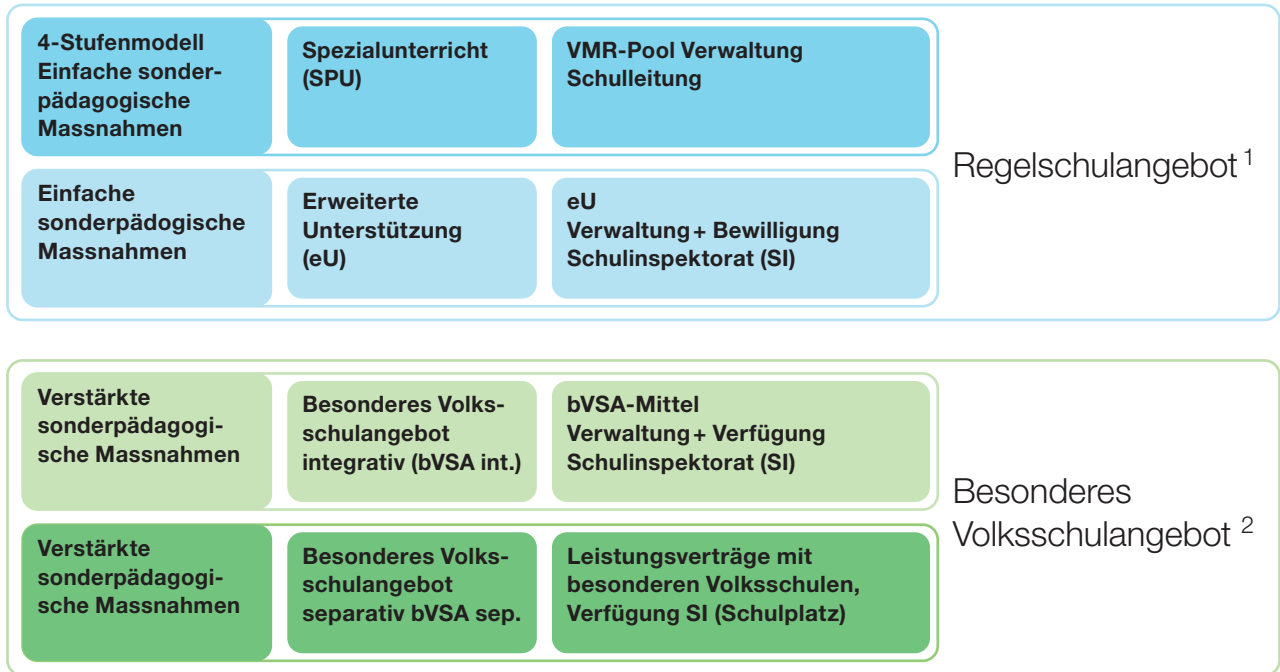 4-Stufenmodell
Einfache sonder-
pädagogische
Massnahmen
Spezialunterricht
(SPU)
VMR-Pool Verwaltung
Schulleitung
Einfache
sonderpädogische
Massnahmen
Erweiterte
Unterstützung
(eU)
eU
Verwaltung + Bewilligung
Schulinspektorat (SI)
Regelschulangebot 1
Verstärkte
sonderpädagogi-
sche Massnahmen
Besonderes Volks-
schulangebot
integrativ (bVSA int.)
bVSA-Mittel
Verwaltung + Verfügung
Schulinspektorat (SI)
Verstärkte
sonderpädagogi-
sche Massnahmen
Besonderes Volks-
schulangebot
separativ bVSA sep.
Leistungsverträge mit
besonderen Volksschulen,
Verfügung SI (Schulplatz)
Besonderes
Volksschulangebot 2